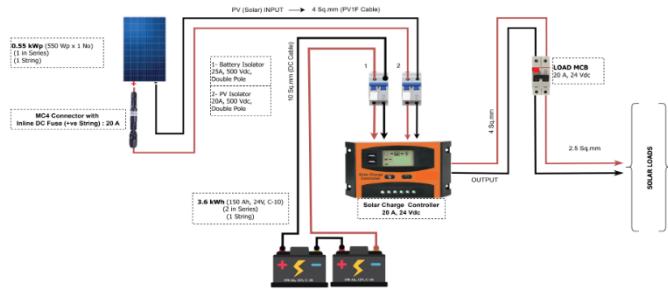 PV (Solar) INPUT → 4 Sq.mm (PV1F Cable)
0.55 kWp (550 Wp x 1 No)
(1 in Series)
(1 String)
1- Battery Isolator
25A, 500 Vdc,
Double Pole
2- PV Isolator
20A, 500 Vdc,
Double Pole
MC4 Connector with
Inline DC Fuse (+ve String) : 20 A
10 Sq.mm (DC Cable)
1
2
LOAD MCB
20 A, 24 Vdc
4 Sq.mm
2.5 Sq.mm
SOLAR LOADS
OUTPUT
Solar Charge
Controller
Solar Charge Controller
20 A, 24 Vdc
3.6 kWh (150 Ah, 24V, C-10)
(2 in Series)
(1 String)